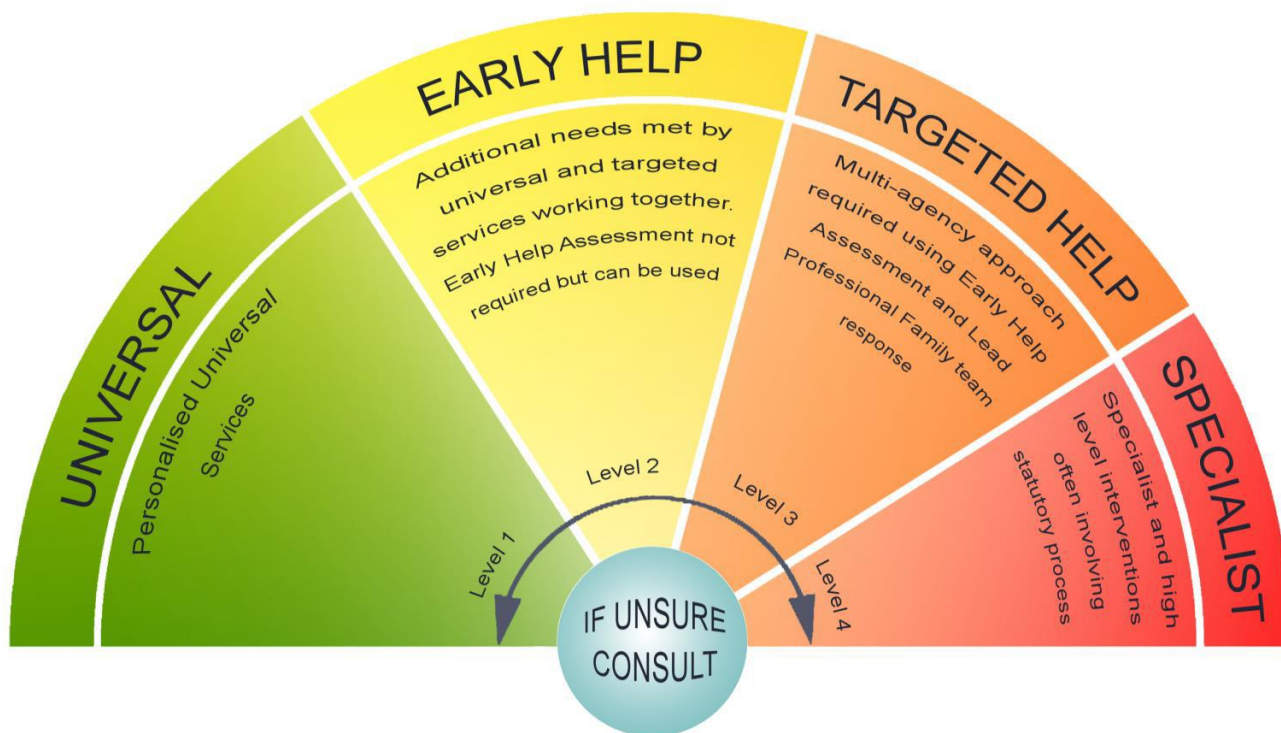 UNIVERSAL
Personalised Universal
Services
Level 1
EARLY HELP
Additional needs met by
universal and targeted
services working together.
Early Help Assessment not
required but can be used
Level 2
TARGETED HELP
Multi-agency approach
required using Early Help
Assessment and Lead
Professional Family team
response
Level 3
SPECIALIST
Specialist and high
level interventions
often involving
statutory process
Level 4
IF UNSURE
CONSULT